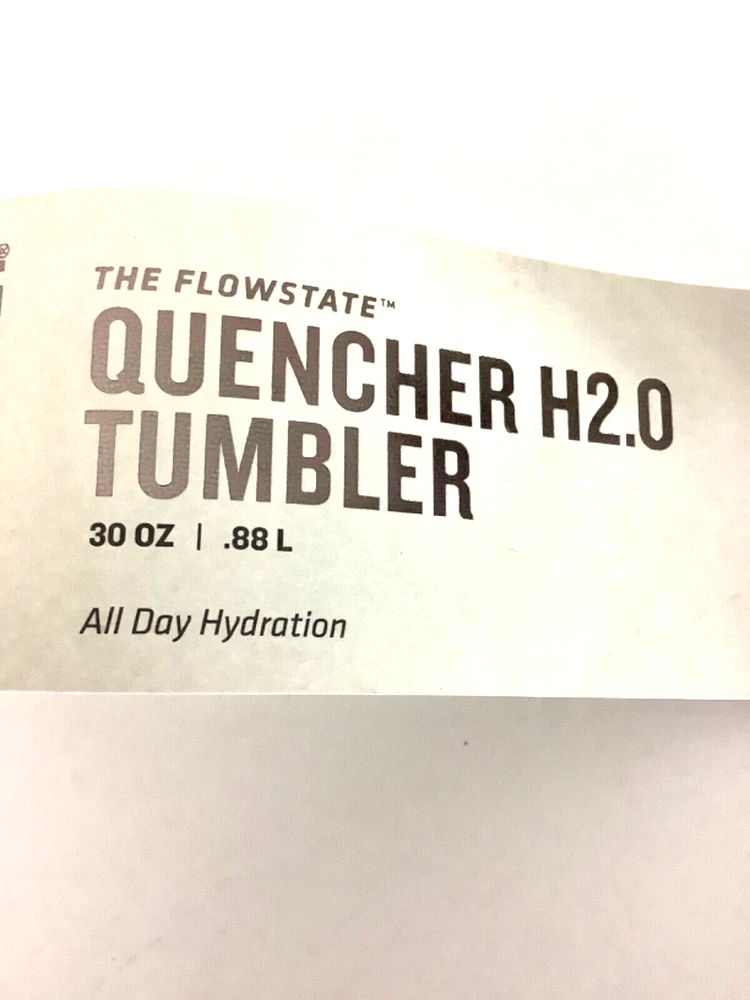 THE FLOWSTATE™
QUENCHER H2.0
TUMBLER
30 OZ | .88 L
All Day Hydration